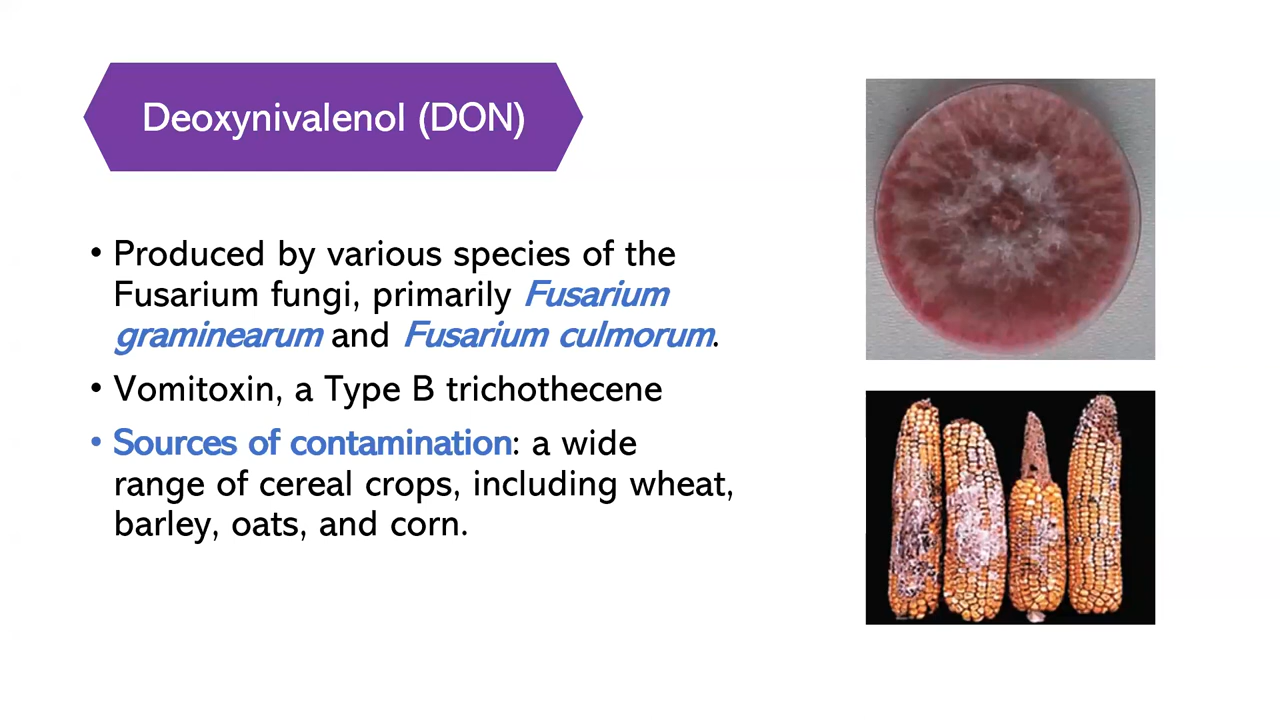 Deoxynivalenol (DON)
• Produced by various species of the
Fusarium fungi, primarily Fusarium
graminearum and Fusarium culmorum.
• Vomitoxin, a Type B trichothecene
• Sources of contamination: a wide
range of cereal crops, including wheat,
barley, oats, and corn.